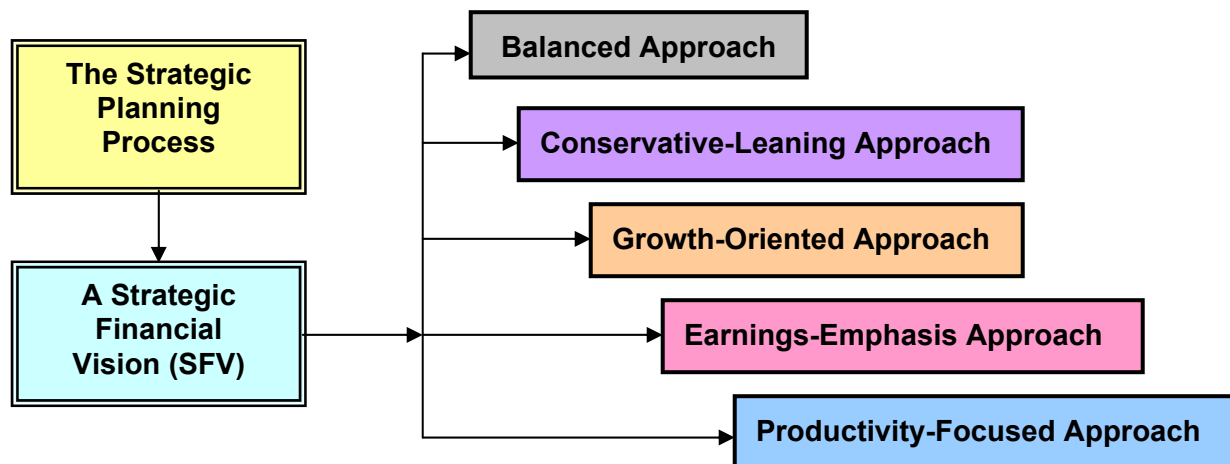 The Strategic
Planning
Process
A Strategic
Financial
Vision (SFV)
Balanced Approach
Conservative-Leaning Approach
Growth-Oriented Approach
Earnings-Emphasis Approach
Productivity-Focused Approach